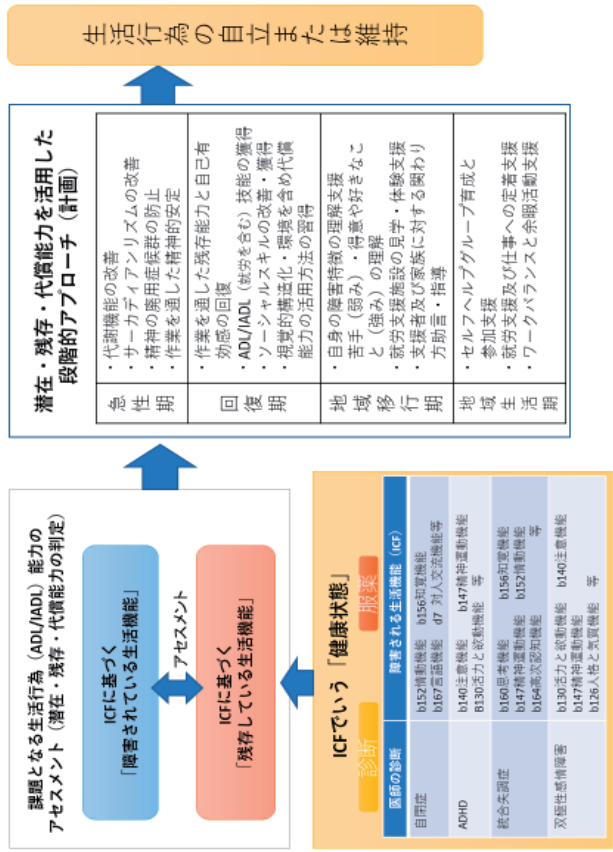 生活行為の自立または維持
潜在・残存・代償能力を活用した
段階的アプローチ（計画）
急性期
・代謝機能の改善
・サーカディアンリズムの改善
・精神の廃用症候群の防止
・作業を通した精神的安定
回復期
・作業を通した残存能力と自己有
効感の回復
・ADL/IADL（就労を含む）技能の獲得
・ソーシャルスキルの改善・獲得
・視覚的構造化・環境を含め代償
能力の活用方法の習得
地域移行期
・自身の障害特徴の理解支援
苦手（弱み）・得意や好きなこ
と（強み）の理解
・就労支援施設の見学・体験支援
・支援者及び家族に対する関わり
方助言・指導
地域生活期
・セルフヘルプグループ育成と
参加支援
・就労支援及び仕事への定着支援
・ワークバランスと余暇活動支援
課題となる生活行為（ADL/IADL）能力の
アセスメント（潜在・残存・代償能力の判定）
ICFに基づく
「障害されている生活機能」
アセスメント
ICFに基づく
「残存している生活機能」
ICFでいう「健康状態」
診断
服薬
医師の診断 障害される生活機能（ICF）
自閉症 b152情動機能 b156知覚機能
b167言語機能 d7 対人交流機能等
ADHD b140注意機能 b147精神運動機能
B130活力と欲動機能 等
統合失調症 b160思考機能 b156知覚機能
b147精神運動機能 b152情動機能
b164高次認知機能 等
双極性感情障害 b130活力と欲動機能 b140注意機能
b147精神運動機能
b126人格と気質機能 等